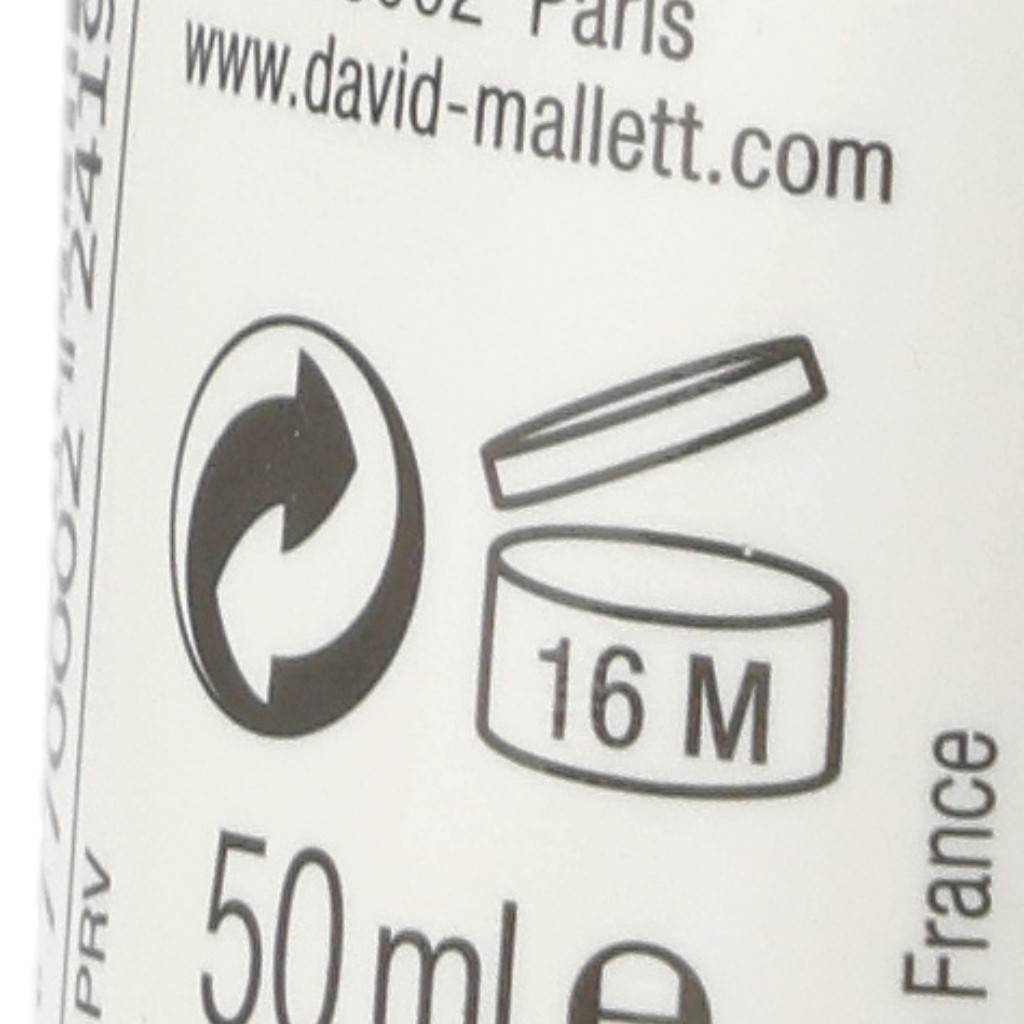 Paris
www.david-mallett.com
16 M
50 ml e
France
PRV